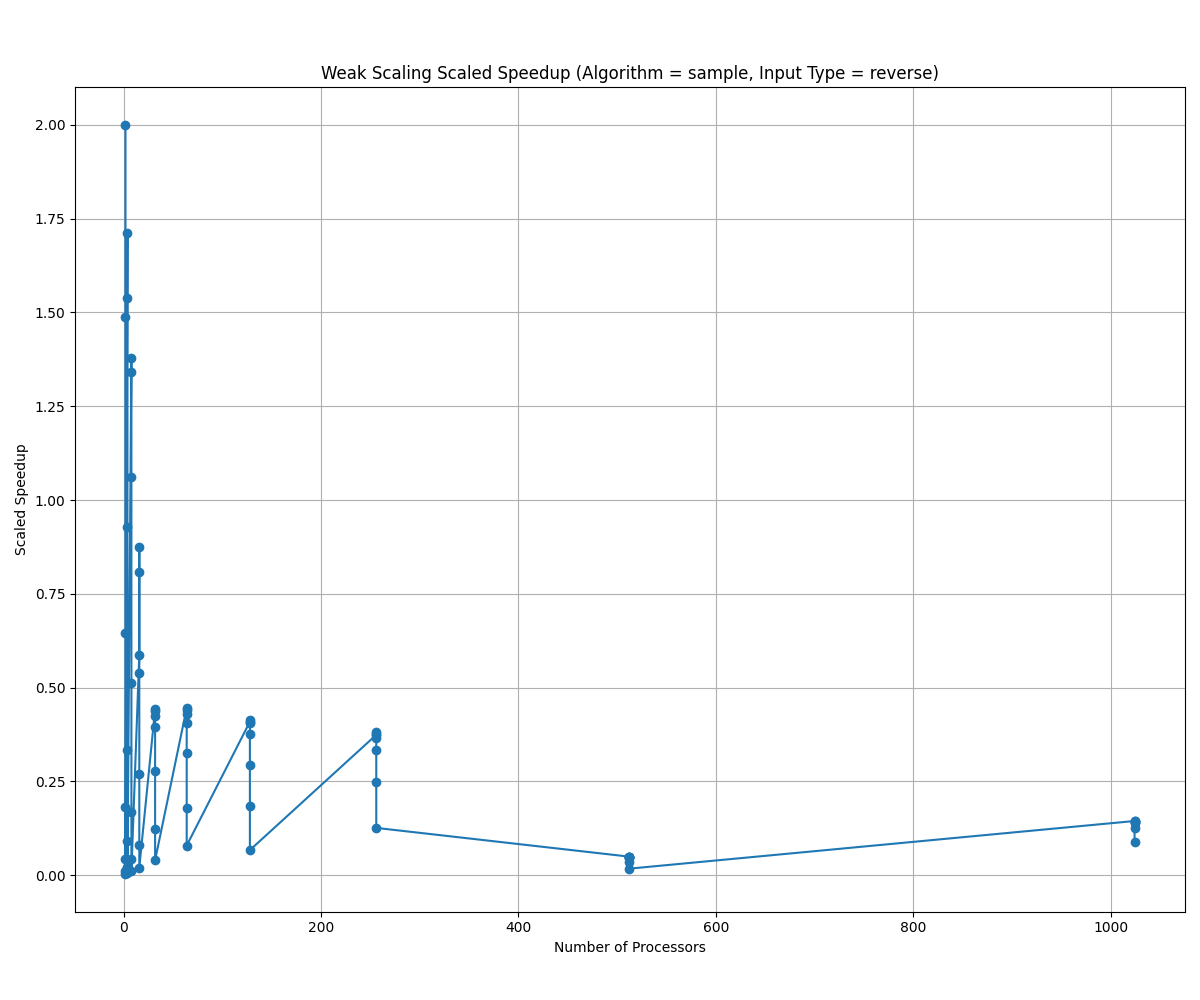 Weak Scaling Scaled Speedup (Algorithm = sample, Input Type = reverse)
2.00
1.75
1.50
1.25
1.00
0.75
0.50
0.25
0.00
Scaled Speedup
0 200 400 600 800 1000
Number of Processors